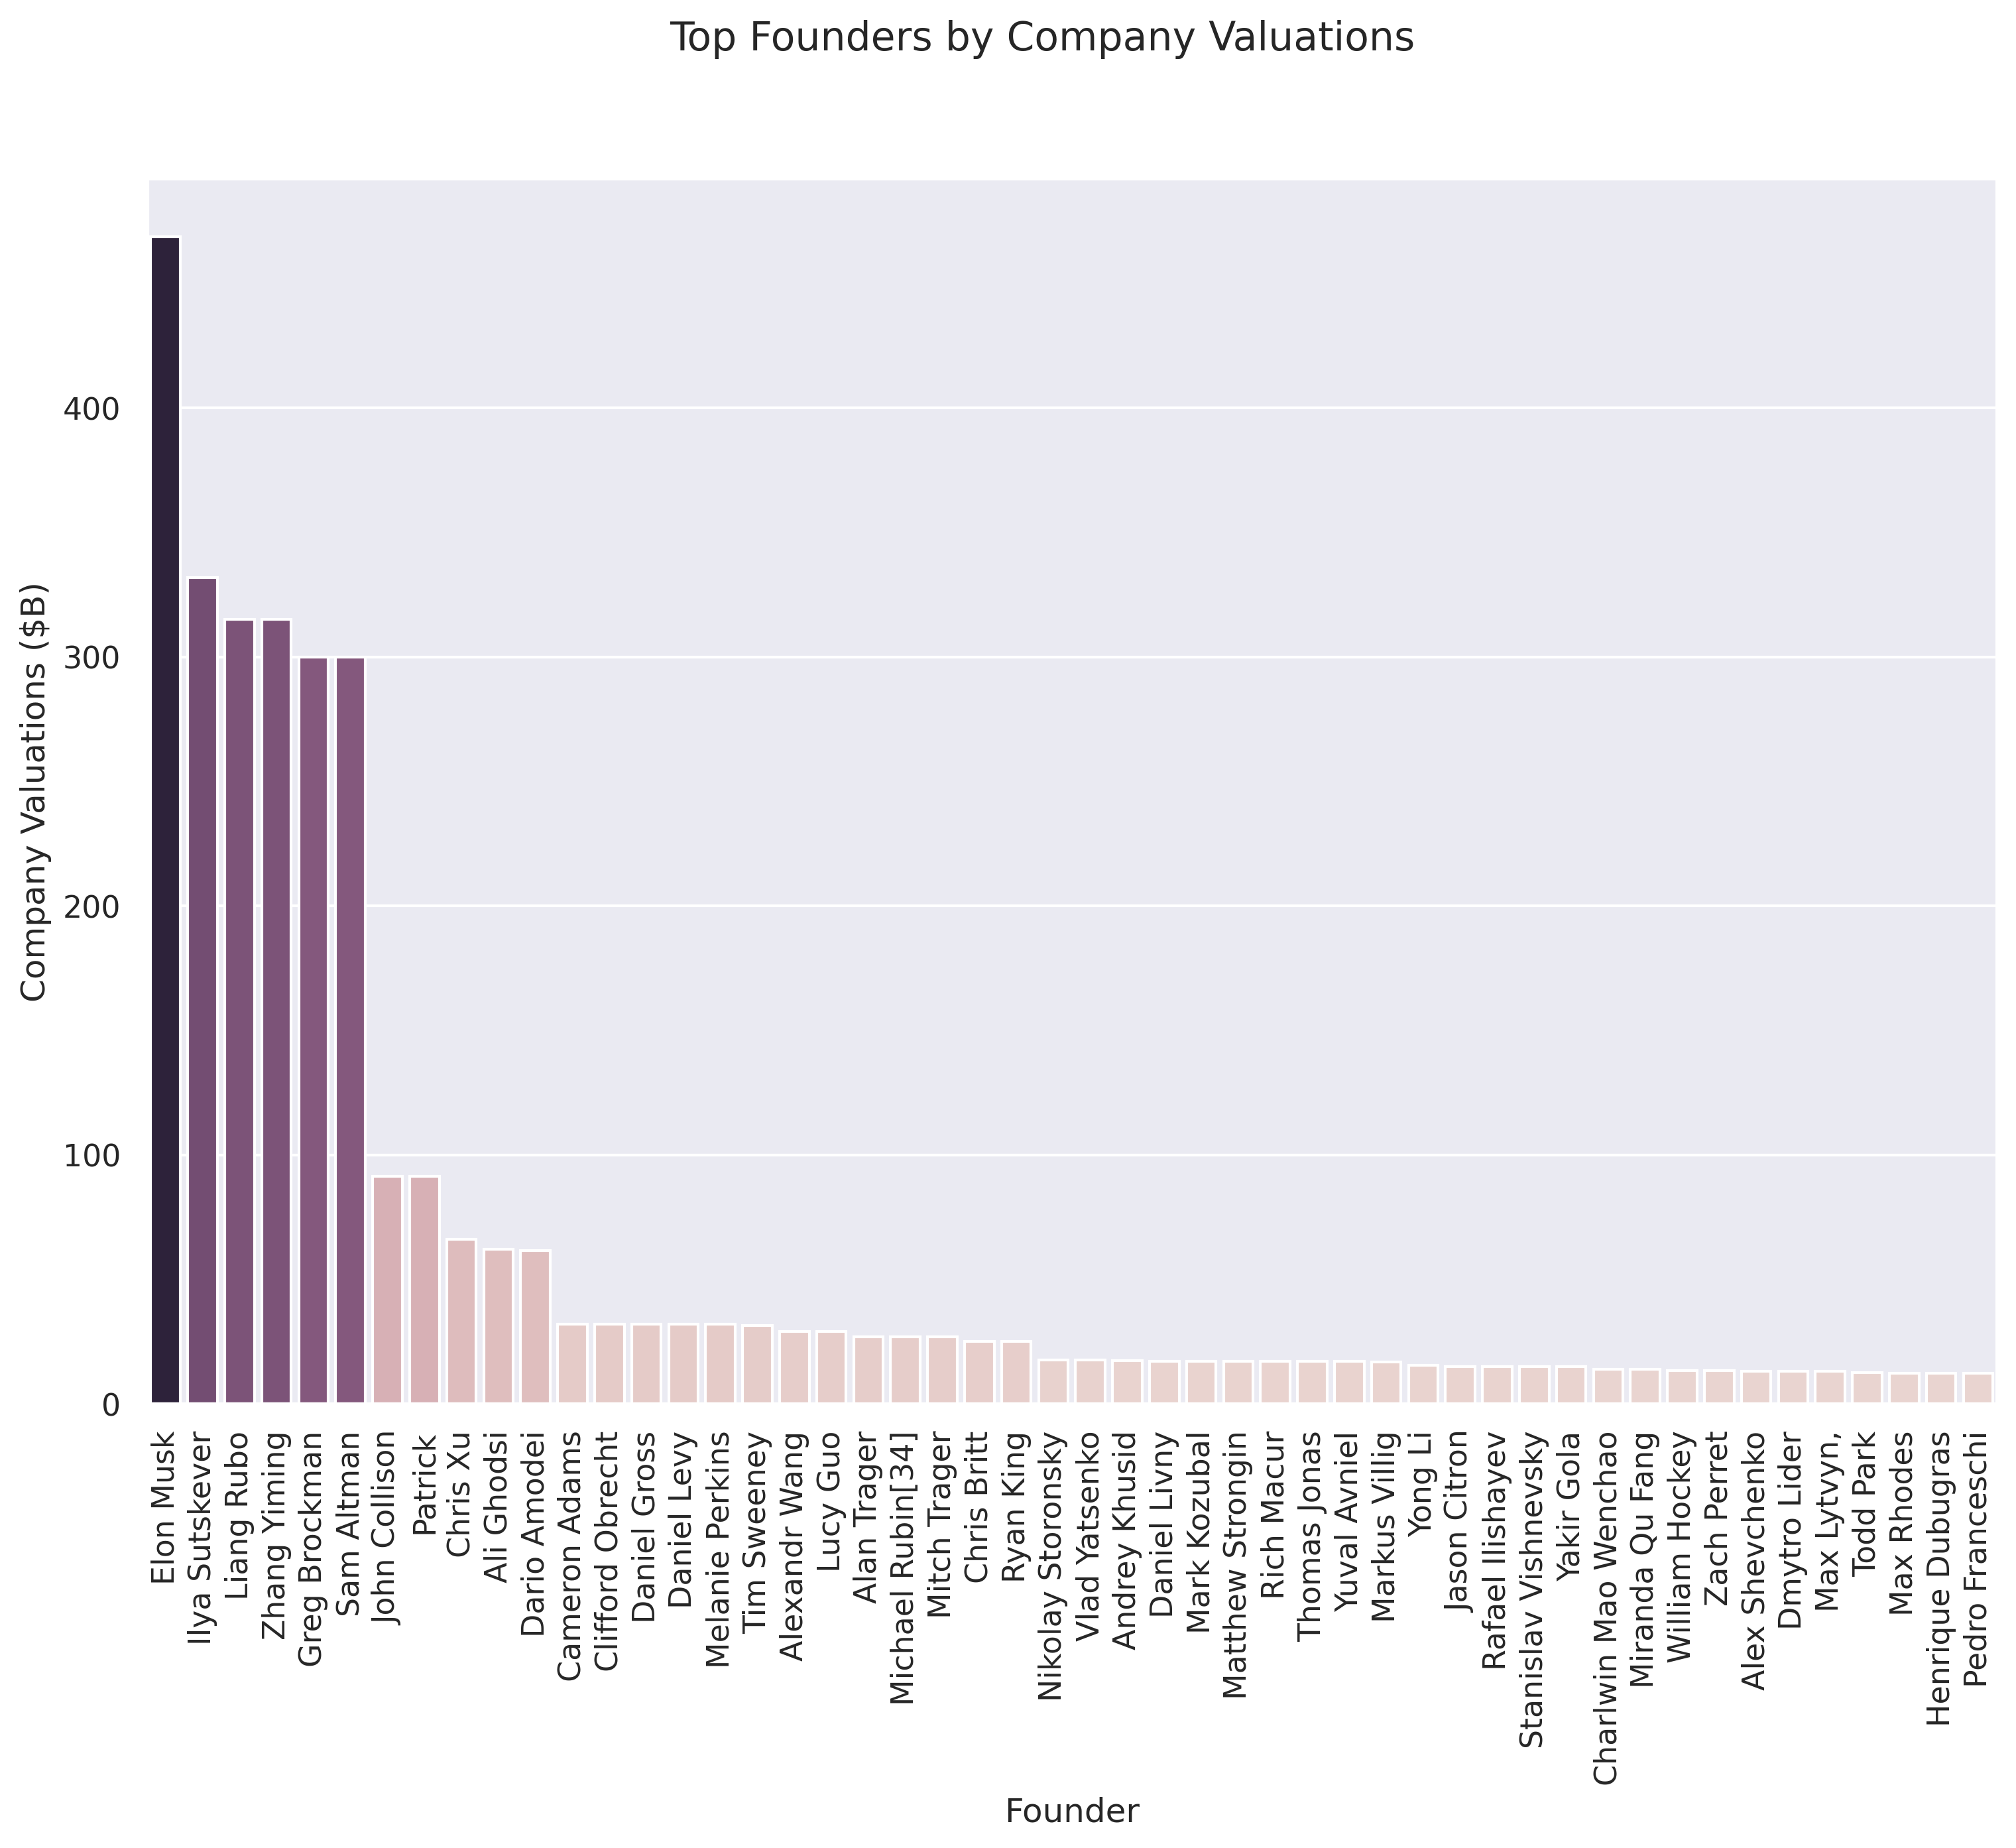 Top Founders by Company Valuations
Company Valuations ($B)
400
300
200
100
0
Elon Musk
Ilya Sutskever
Liang Rubo
Zhang Yiming
Greg Brockman
Sam Altman
John Collison
Patrick
Chris Xu
Ali Ghodsi
Dario Amodei
Cameron Adams
Clifford Obrecht
Daniel Gross
Daniel Levy
Melanie Perkins
Tim Sweeney
Alexandr Wang
Lucy Guo
Alan Trager
Michael Rubin[34]
Mitch Trager
Chris Britt
Ryan King
Nikolay Storonsky
Vlad Yatsenko
Andrey Khusid
Daniel Livny
Mark Kozubal
Matthew Strongin
Rich Macur
Thomas Jonas
Yuval Avniel
Markus Villig
Yong Li
Jason Citron
Rafael Ilishayev
Stanislav Vishnevsky
Yakir Gola
Charlwin Mao Wenchao
Miranda Qu Fang
William Hockey
Zach Perret
Alex Shevchenko
Dmytro Lider
Max Lytvyn,
Todd Park
Max Rhodes
Henrique Dubugras
Pedro Franceschi
Founder